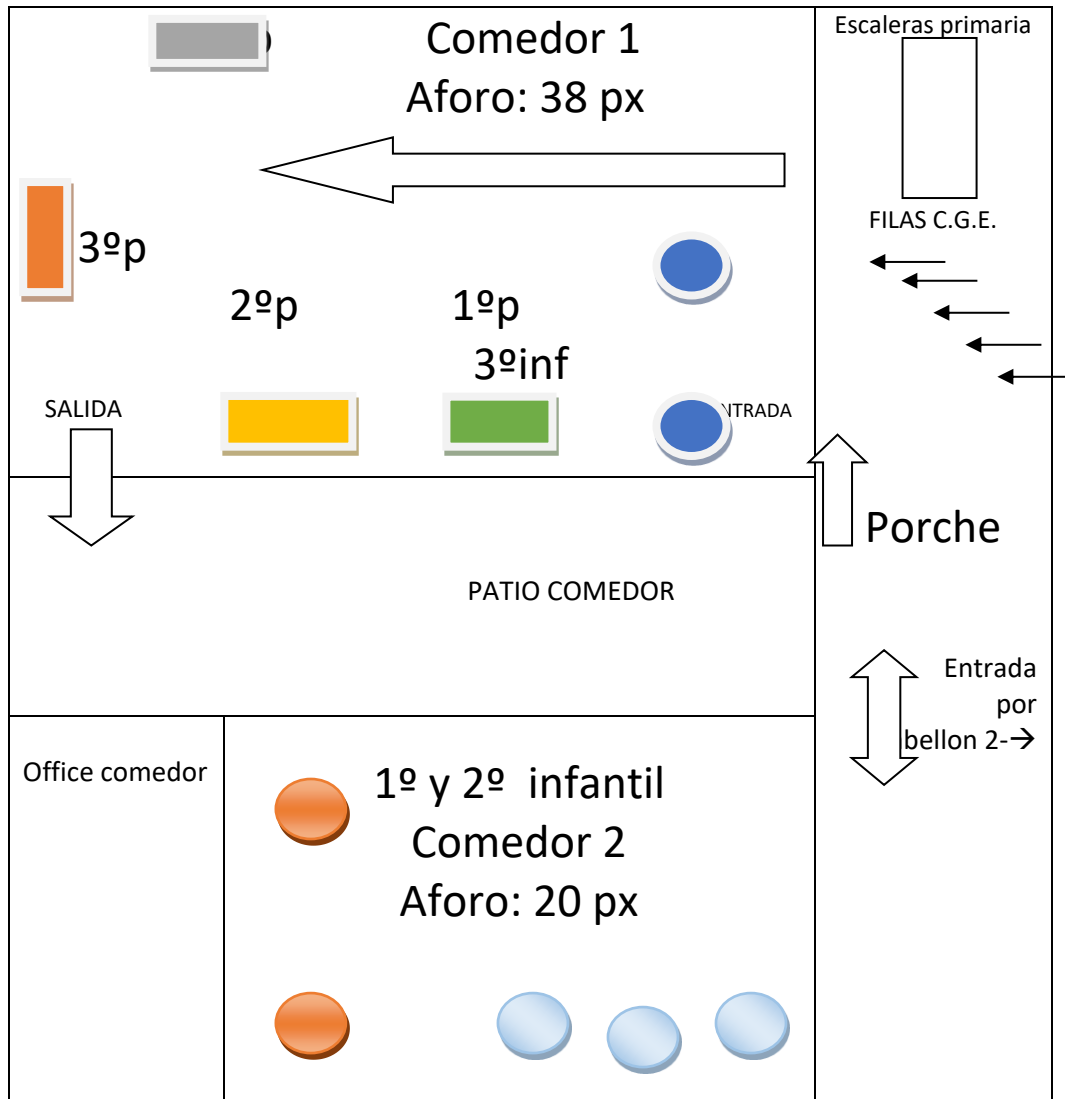 Comedor 1
Aforo: 38 px
Escaleras primaria
FILAS C.G.E.
3ºp
2ºp
1ºp
3ºinf
SALIDA
NTRADA
Porche
PATIO COMEDOR
Entrada
por
bellon 2-→
Office comedor
1º y 2º  infantil
Comedor 2
Aforo: 20 px